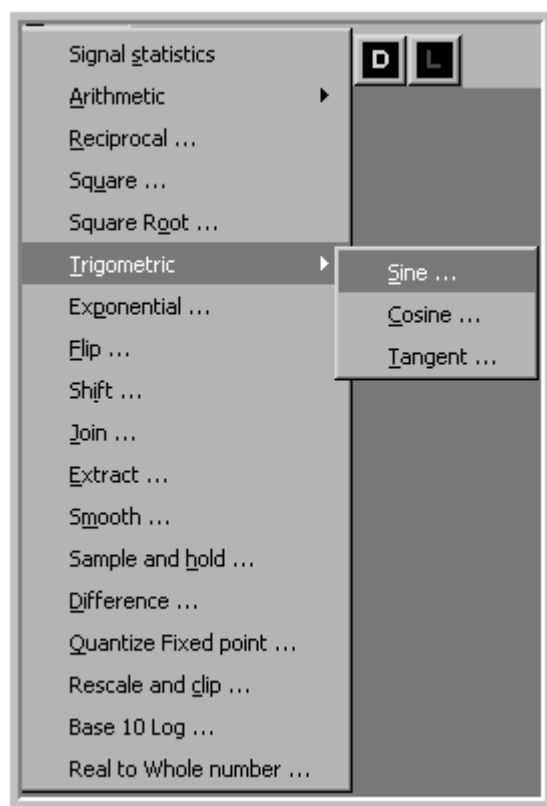 Signal statistics
Arithmetic
Reciprocal ...
Square ...
Square Root ...
Trigometric
Exponential ...
Flip ...
Shift ...
Join ...
Extract ...
Smooth ...
Sample and hold ...
Difference ...
Quantize Fixed point ...
Rescale and clip ...
Base 10 Log ...
Real to Whole number ...
Sine ...
Cosine ...
Tangent ...
D L